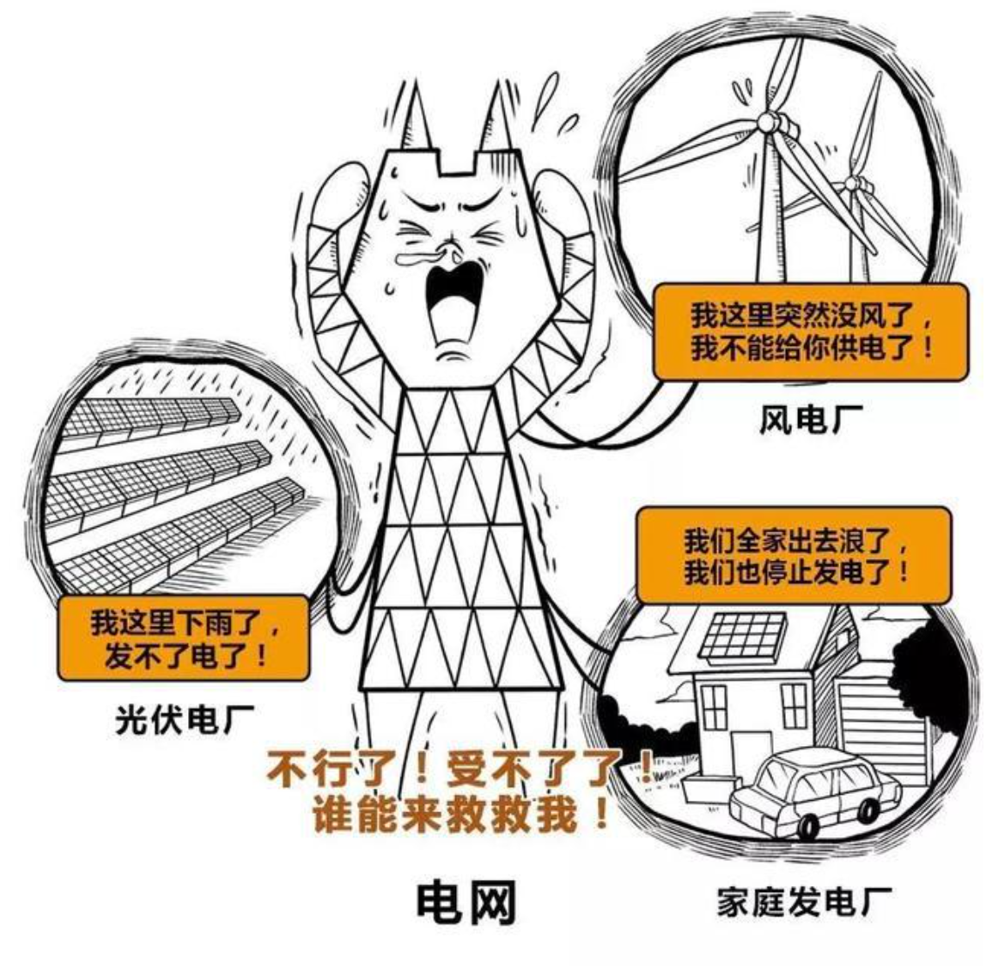 我这里突然没风了，
我不能给你供电了！
风电厂
我们全家出去浪了，
我们也停止发电了！
我这里下雨了，
发不了电了！
光伏电厂
不行了！受不了了！
谁能来救救我！
电网
家庭发电厂